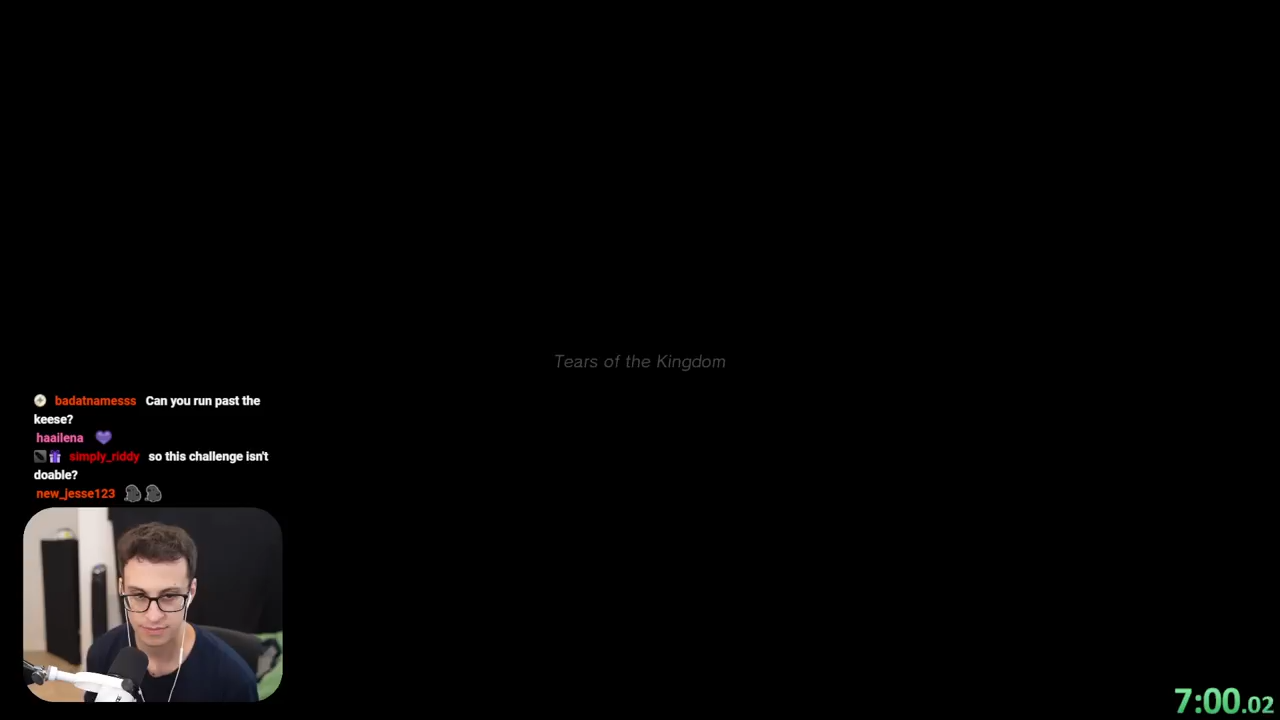 Tears of the Kingdom
badatnamesss Can you run past the
keese?
haailena
simply_riddy so this challenge isn't
doable?
new_jesse123
7:00.02